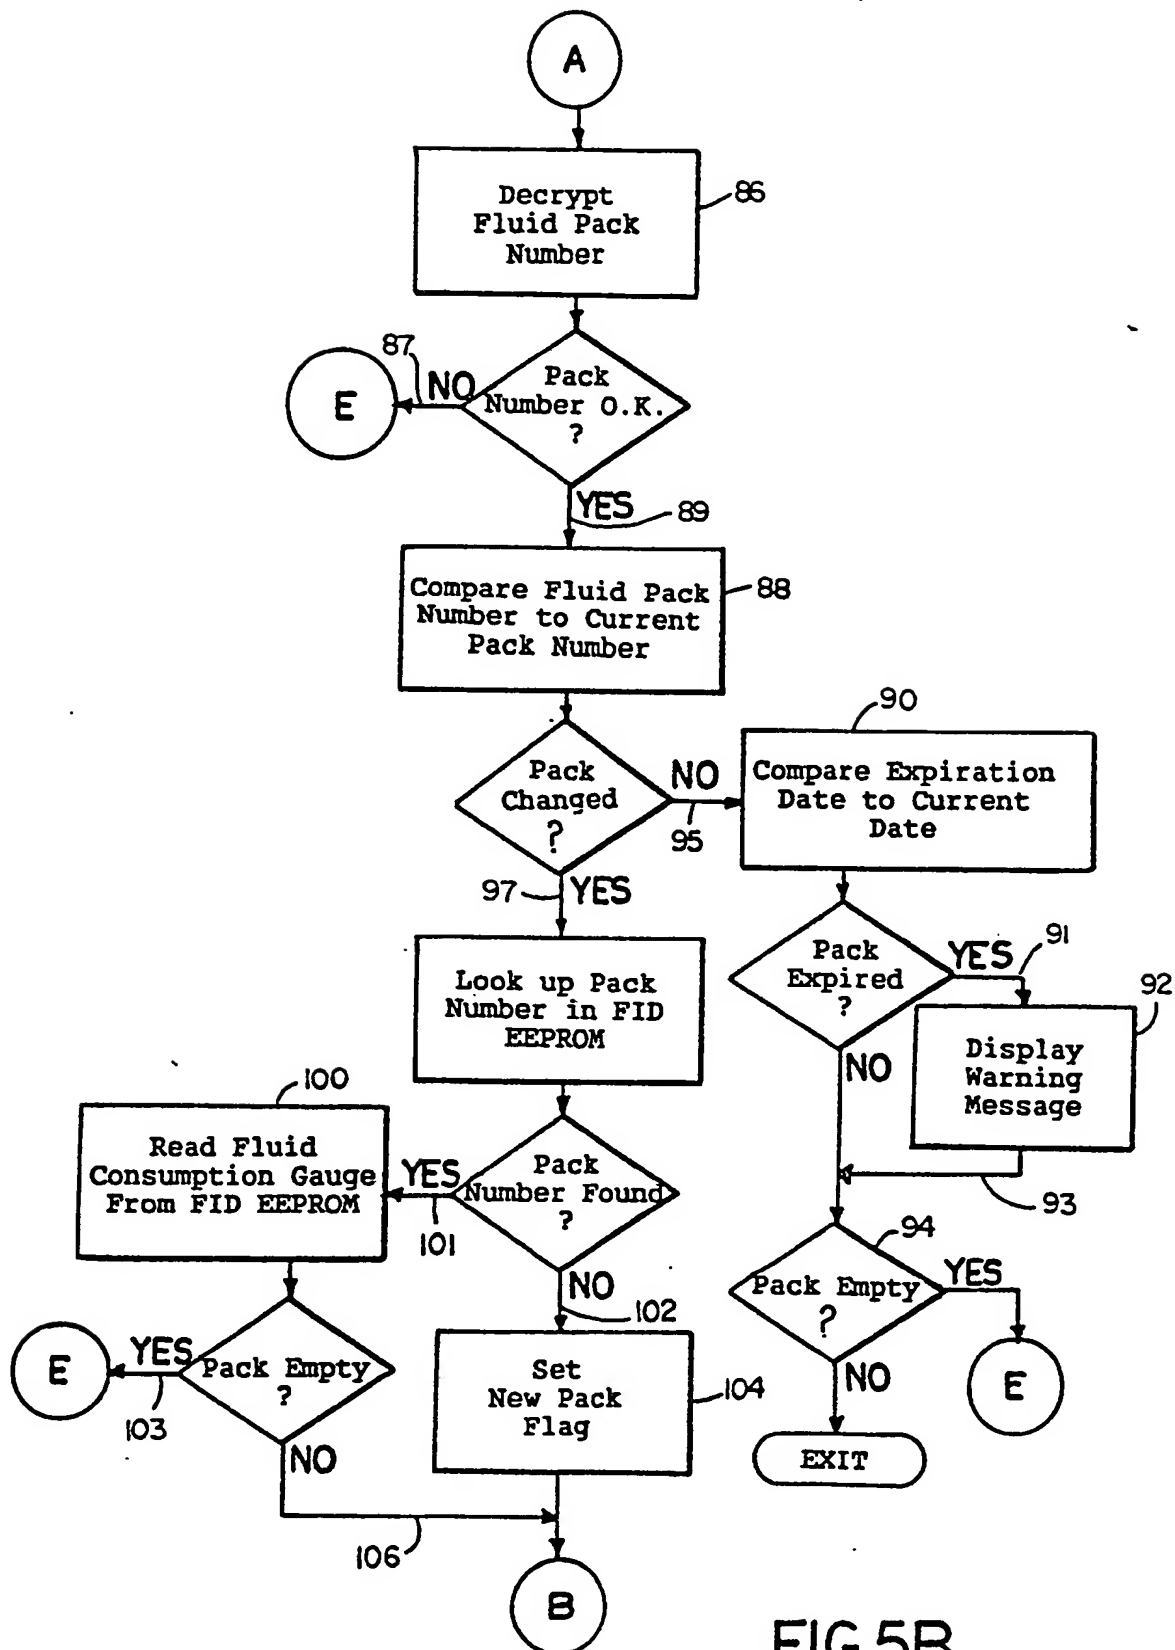 A
Decrypt
Fluid Pack
Number
86
87
NO
E
Pack
Number O.K.
?
YES
89
Compare Fluid Pack
Number to Current
Pack Number
88
90
Pack
Changed
?
NO
95
Compare Expiration
Date to Current
Date
97
YES
Pack
Expired
?
YES
91
Look up Pack
Number in FID
EEPROM
92
Display
Warning
Message
NO
100
Read Fluid
Consumption Gauge
From FID EEPROM
YES
101
Pack
Number Found
?
93
94
NO
102
Pack Empty
?
YES
E
YES
103
Pack Empty
?
Set
New Pack
Flag
104
NO
E
NO
EXIT
106
B
FIG.5B